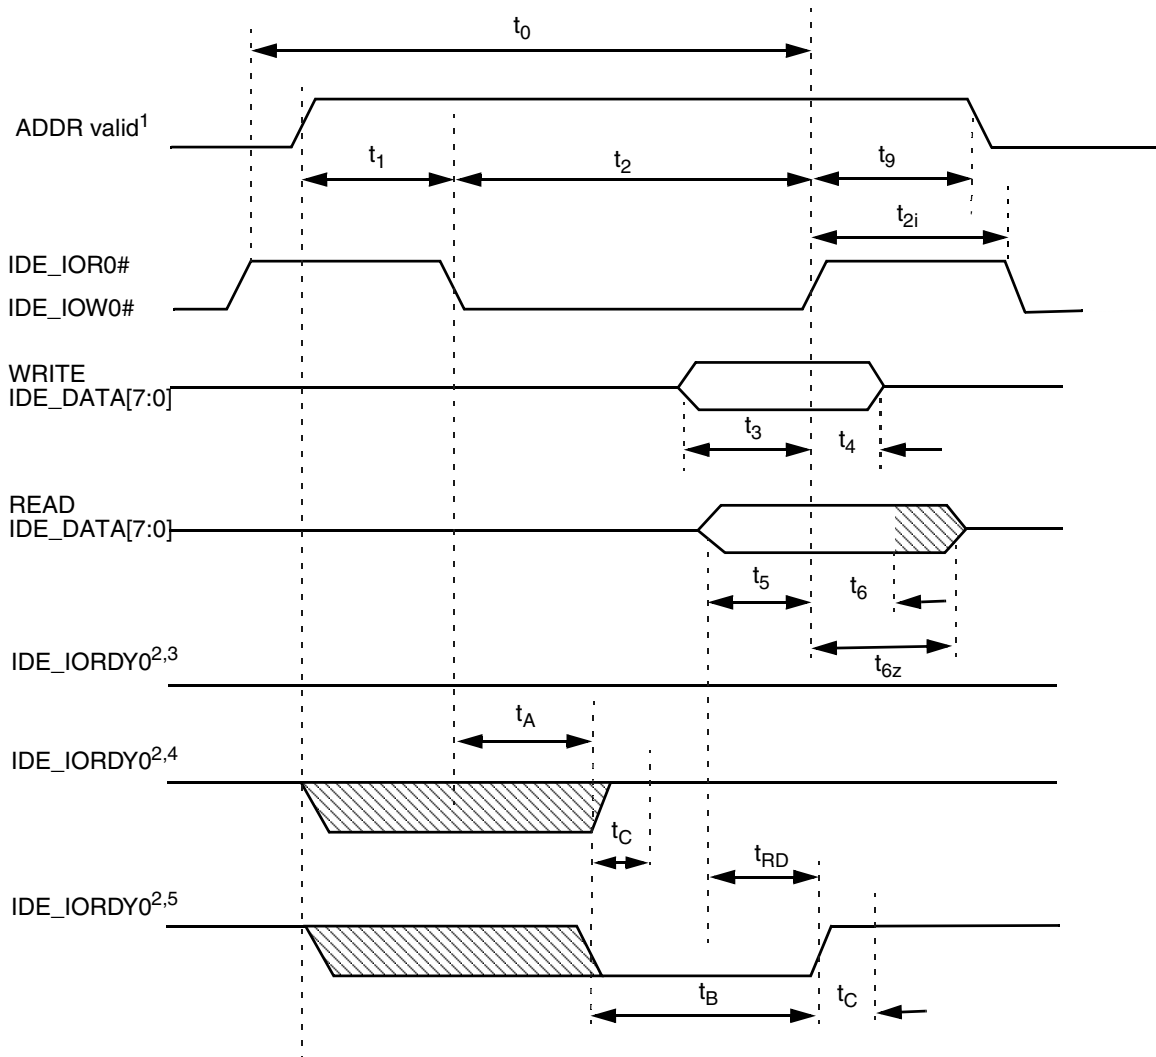 t0
ADDR valid1
t1
t2
t9
t2i
IDE_IOR0#
IDE_IOW0#
WRITE
IDE_DATA[7:0]
t3
t4
READ
IDE_DATA[7:0]
t5
t6
IDE_IORDY02,3
t6z
tA
IDE_IORDY02,4
tC
tRD
IDE_IORDY02,5
tB
tC